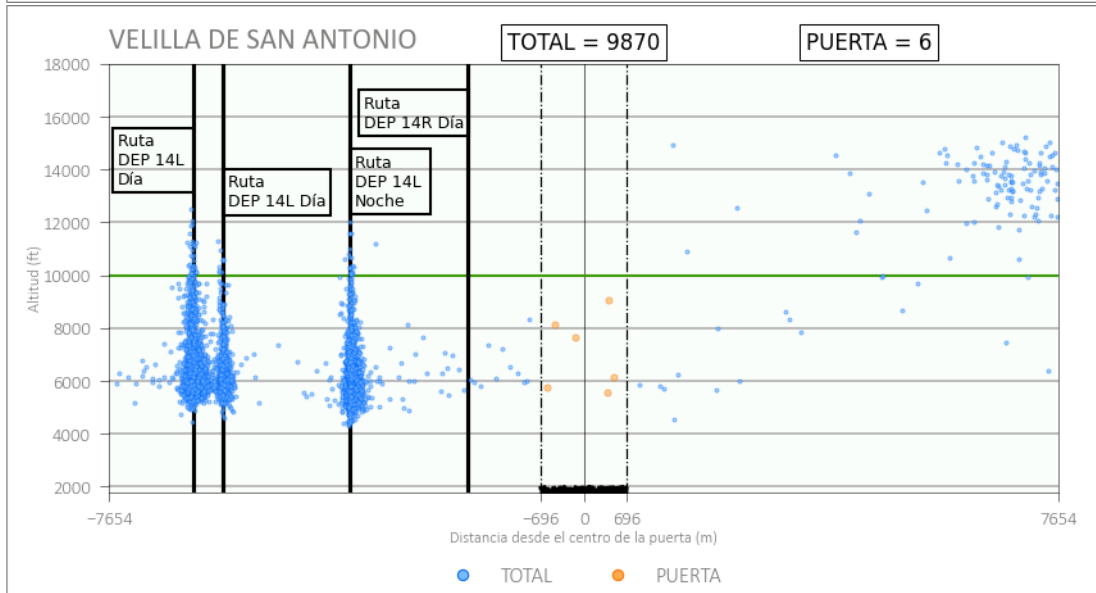 VELILLA DE SAN ANTONIO
TOTAL = 9870
PUERTA = 6
18000
16000
14000
12000
10000
8000
6000
4000
2000
Altitud (ft)
Ruta
DEP 14L
Día
Ruta
DEP 14L Día
Ruta
DEP 14R Día
Ruta
DEP 14L
Noche
−7654
−696
0
696
7654
Distancia desde el centro de la puerta (m)
TOTAL
PUERTA